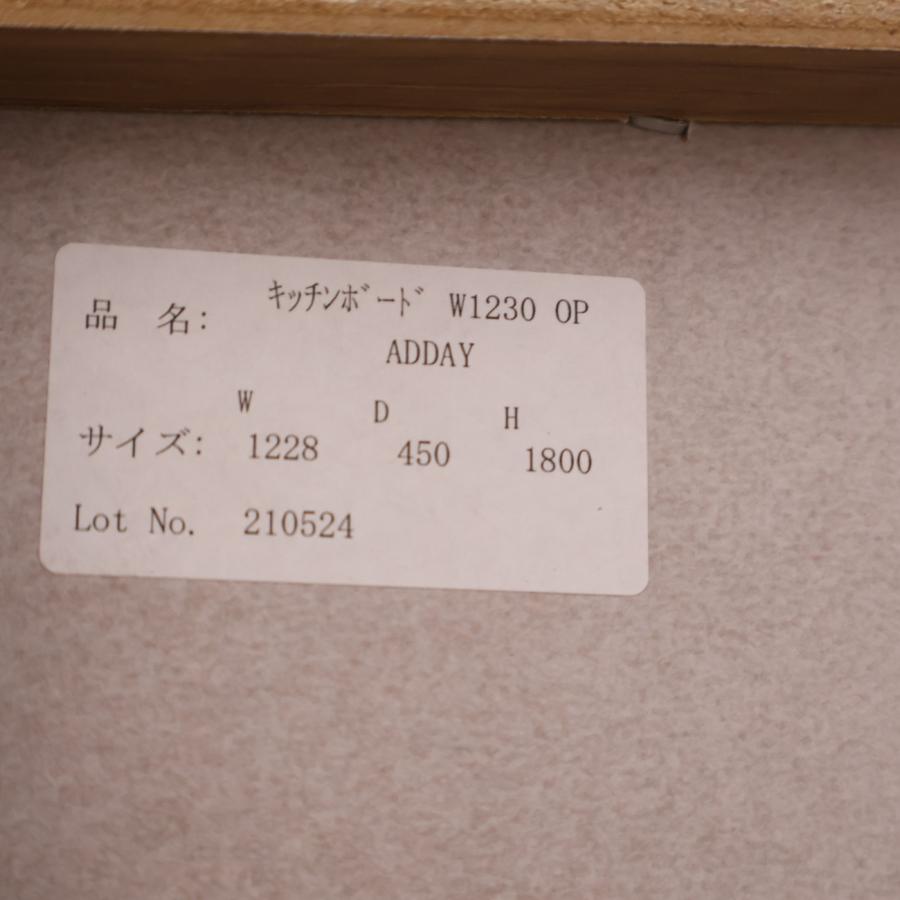 品　名: ｷｯﾁﾝﾎﾞｰﾄﾞ W1230 OP
ADDAY
W D H
サイズ: 1228 450 1800
Lot No. 210524